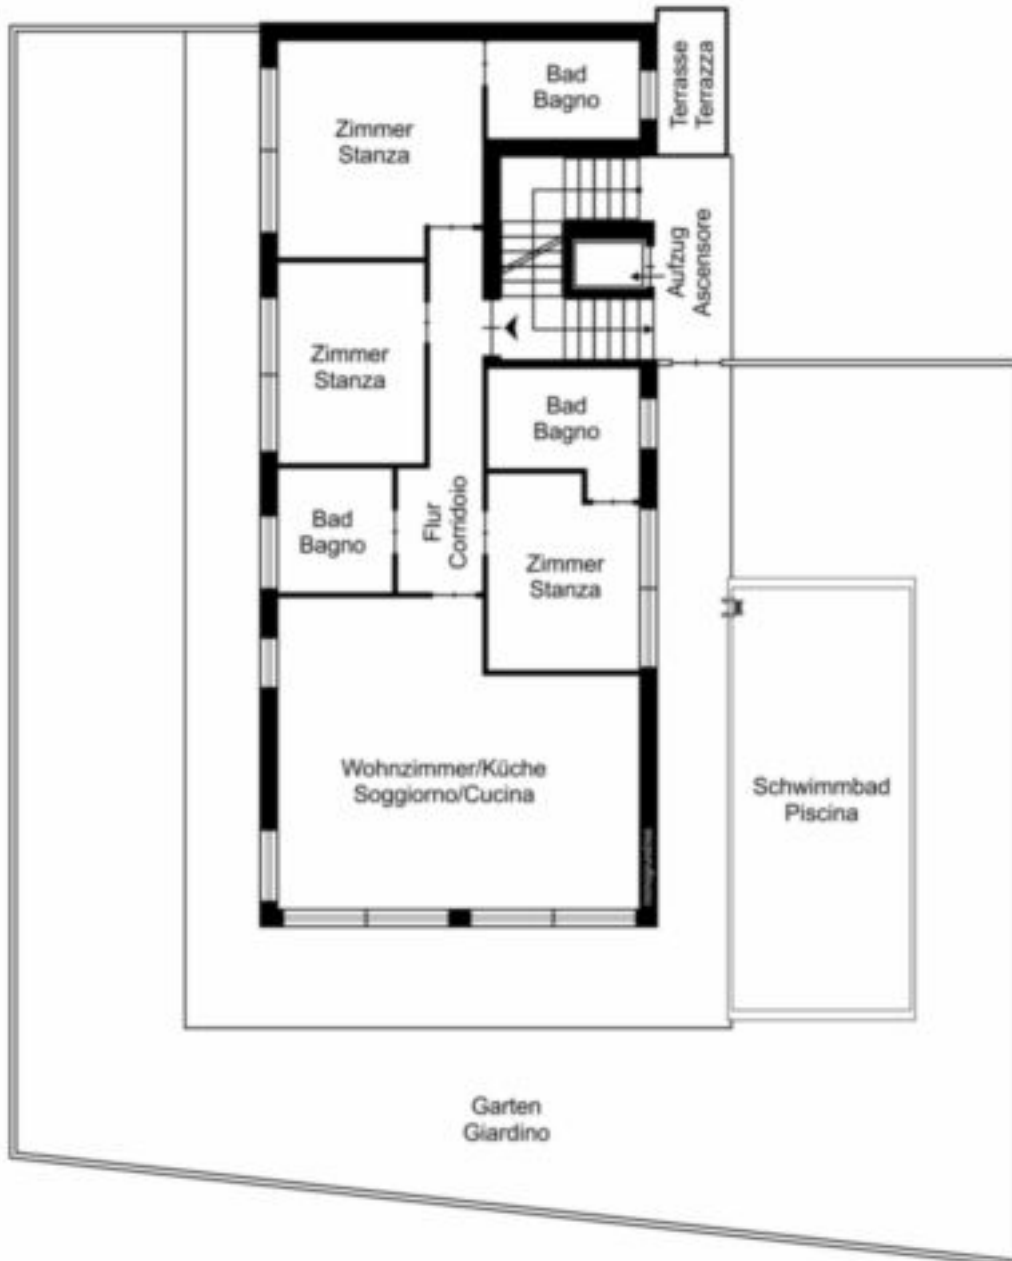 Bad
Bagno
Terrasse
Terrazza
Zimmer
Stanza
Aufzug
Ascensore
Zimmer
Stanza
Bad
Bagno
Flur
Corridoio
Bad
Bagno
Zimmer
Stanza
Wohnzimmer/Küche
Soggiorno/Cucina
Schwimmbad
Piscina
Garten
Giardino